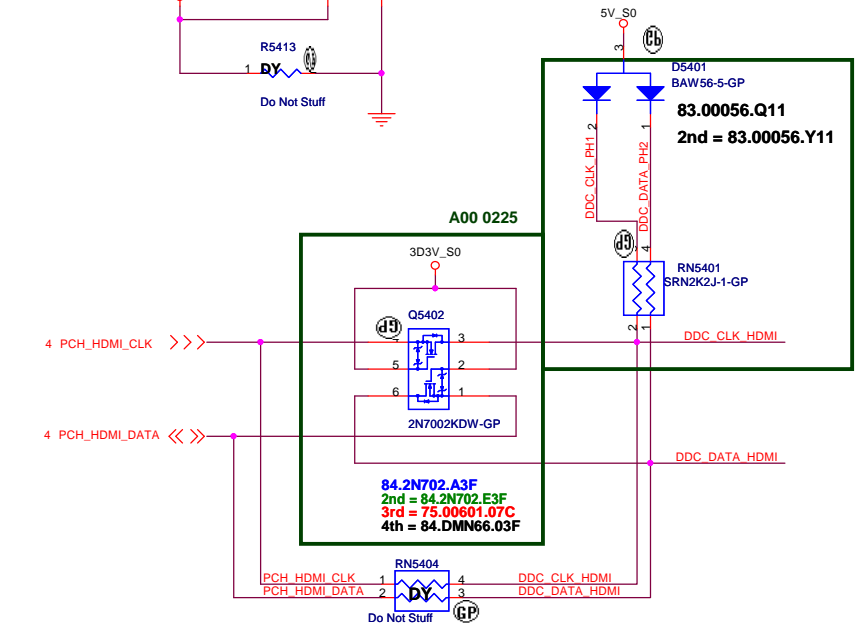 5V_S0
3
R5413
1
DY
Do Not Stuff
D5401
BAW56-5-GP
83.00056.Q11
2nd = 83.00056.Y11
2
1
DDC_CLK_PH1
DDC_DATA_PH2
A00 0225
3D3V_S0
4
RN5401
SRN2K2J-1-GP
Q5402
2
1
4 PCH_HDMI_CLK
3
DDC_CLK_HDMI
5
2
6
1
2N7002KDW-GP
4 PCH_HDMI_DATA
DDC_DATA_HDMI
84.2N702.A3F
2nd = 84.2N702.E3F
3rd = 75.00601.07C
4th = 84.DMN66.03F
RN5404
PCH_HDMI_CLK
1
4
DDC_CLK_HDMI
PCH_HDMI_DATA
2
DY
3
DDC_DATA_HDMI
Do Not Stuff
GP